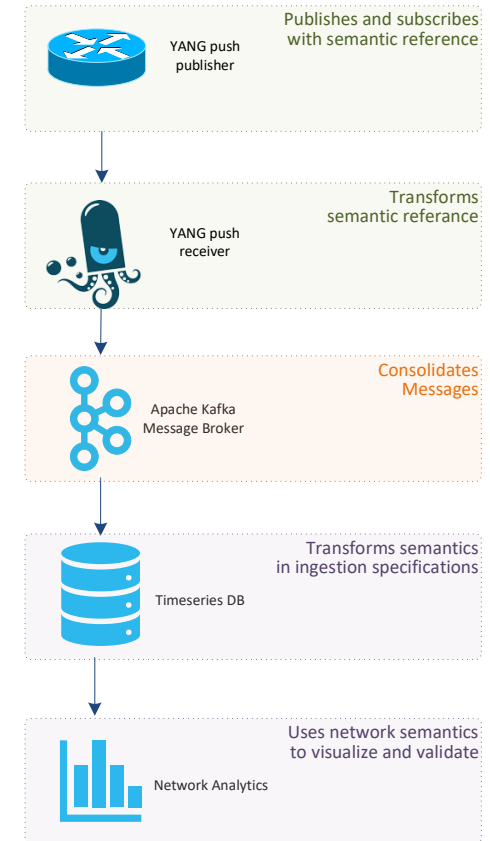 Publishes and subscribes
with semantic reference
YANG push
publisher
Transforms
semantic referance
YANG push
receiver
Consolidates
Messages
Apache Kafka
Message Broker
Transforms semantics
in ingestion specifications
Timeseries DB
Uses network semantics
to visualize and validate
Network Analytics